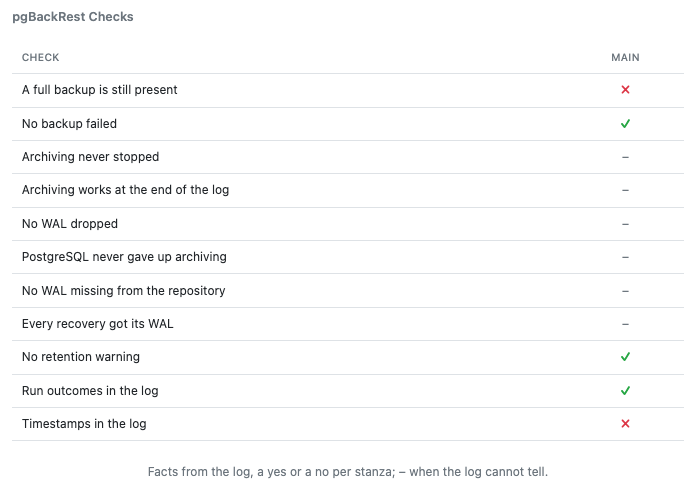 pgBackRest Checks
CHECK MAIN
A full backup is still present ✗
No backup failed ✓
Archiving never stopped –
Archiving works at the end of the log –
No WAL dropped –
PostgreSQL never gave up archiving –
No WAL missing from the repository –
Every recovery got its WAL –
No retention warning ✓
Run outcomes in the log ✓
Timestamps in the log ✗
Facts from the log, a yes or a no per stanza; – when the log cannot tell.